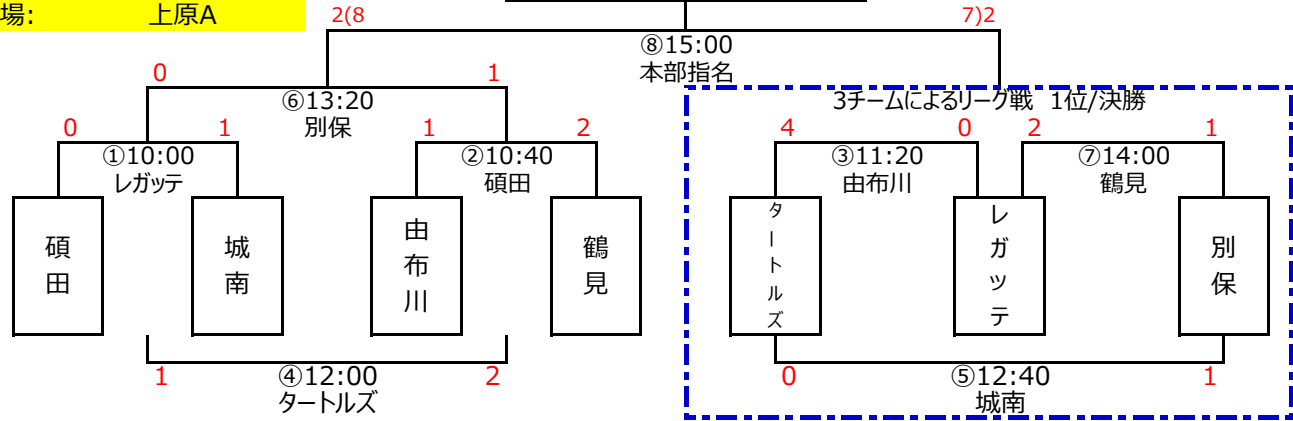 場: 上原A
2(8 7)2
⑧15:00
本部指名
0 1
⑥13:20
別保
3チームによるリーグ戦 1位/決勝
0 1 1 2 4 0 2 1
①10:00 ②10:40 ③11:20 ⑦14:00
レガッテ 碩田 由布川 鶴見
碩田 城南 由布川 鶴見 タートルズ レガッテ 別保
1 ④12:00 2 0 ⑤12:40 1
タートルズ 城南